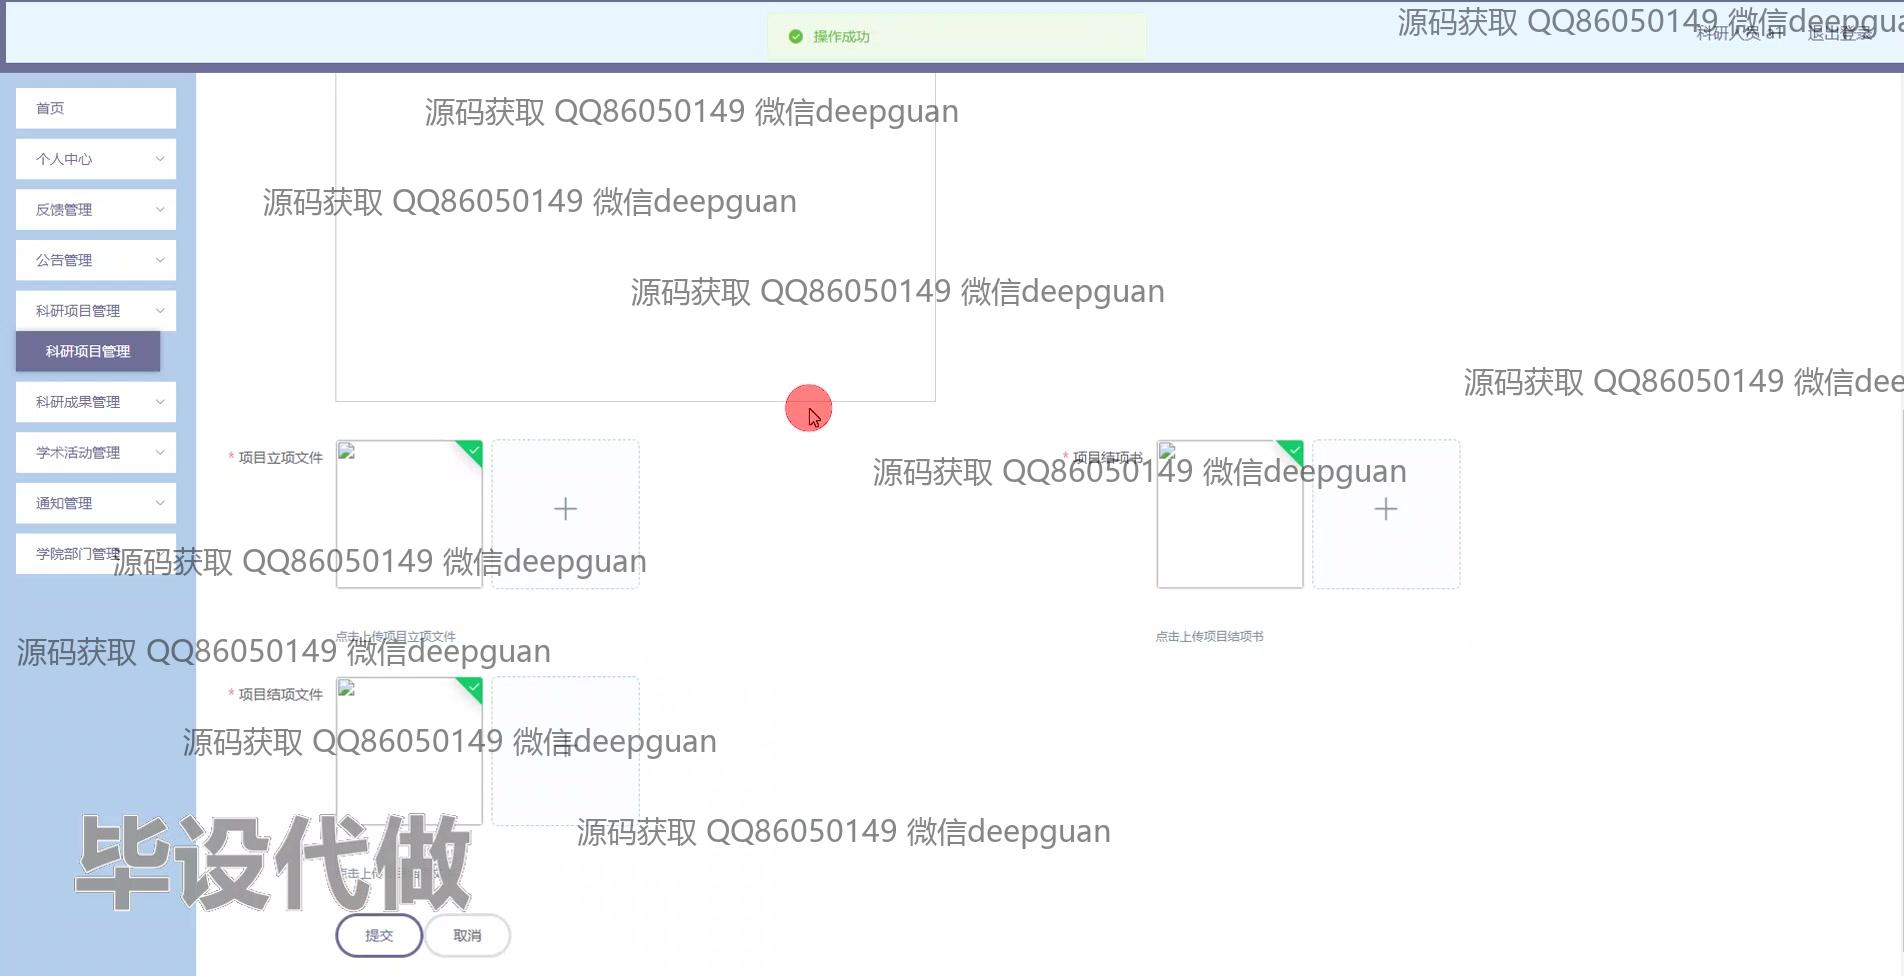 操作成功
源码获取 QQ86050149 微信deepgua
科研人员 a1
退出登录
首页
个人中心
反馈管理
公告管理
科研项目管理
科研项目管理
科研成果管理
学术活动管理
通知管理
学院部门管理
源码获取 QQ86050149 微信deepguan
源码获取 QQ86050149 微信deepguan
源码获取 QQ86050149 微信deepguan
源码获取 QQ86050149 微信dee
* 项目立项文件
* 项目结项书
源码获取 QQ86050149 微信deepguan
源码获取 QQ86050149 微信deepguan
点击上传项目立项文件
点击上传项目结项书
源码获取 QQ86050149 微信deepguan
* 项目结项文件
源码获取 QQ86050149 微信deepguan
源码获取 QQ86050149 微信deepguan
毕设代做
点击上传
提交
取消